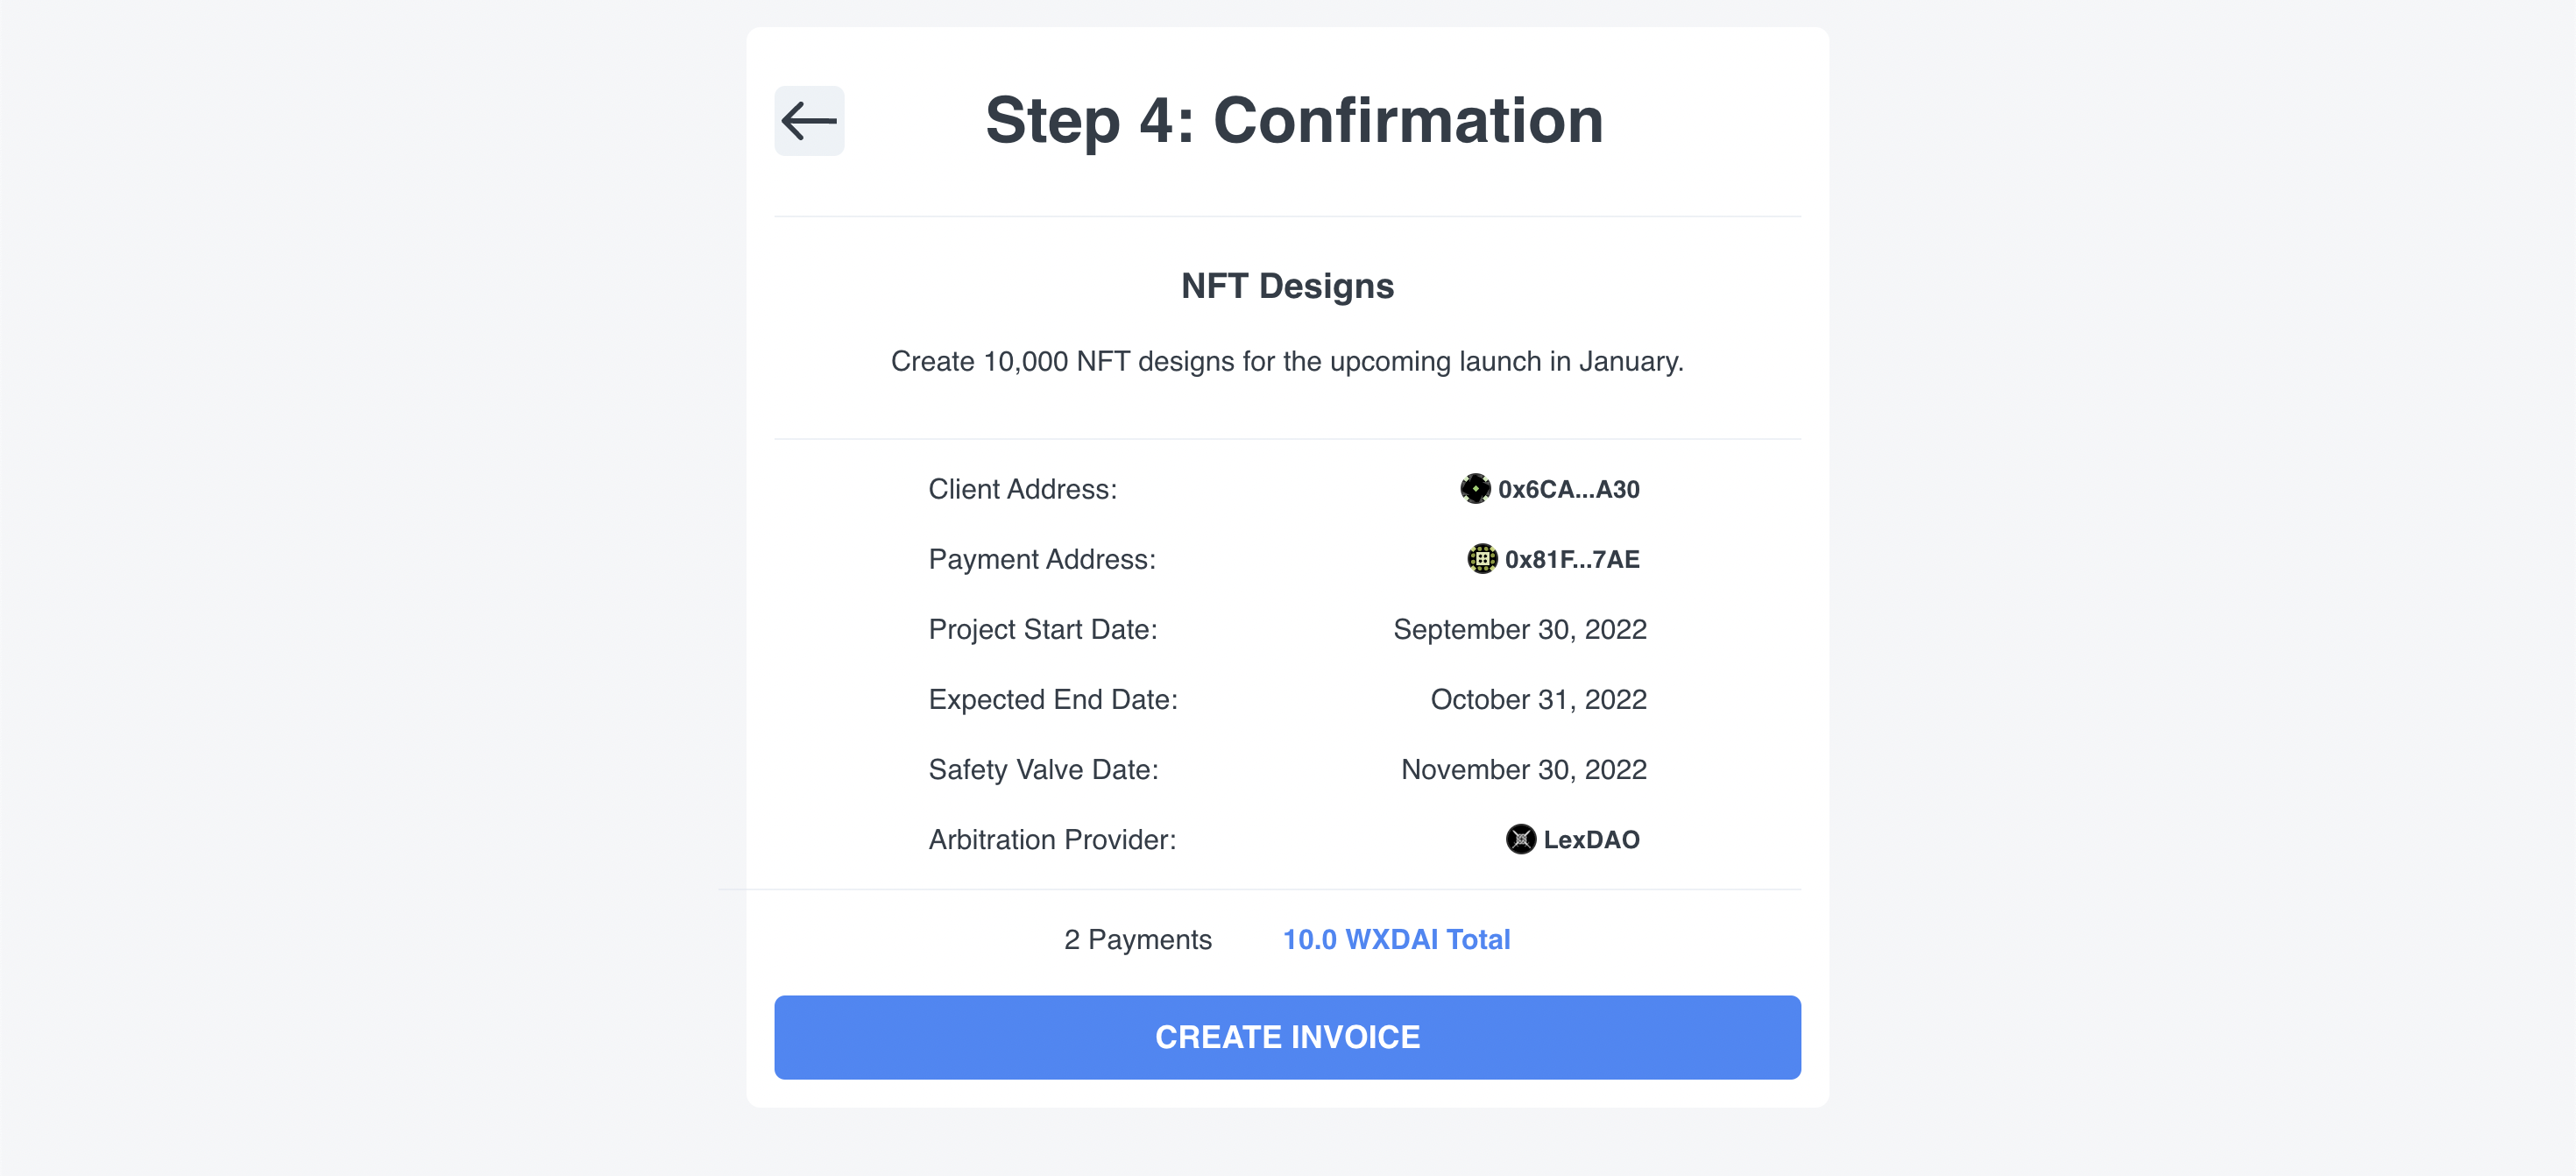 Step 4: Confirmation
NFT Designs
Create 10,000 NFT designs for the upcoming launch in January.
Client Address: 0x6CA...A30
Payment Address: 0x81F...7AE
Project Start Date: September 30, 2022
Expected End Date: October 31, 2022
Safety Valve Date: November 30, 2022
Arbitration Provider: LexDAO
2 Payments 10.0 WXDAI Total
CREATE INVOICE